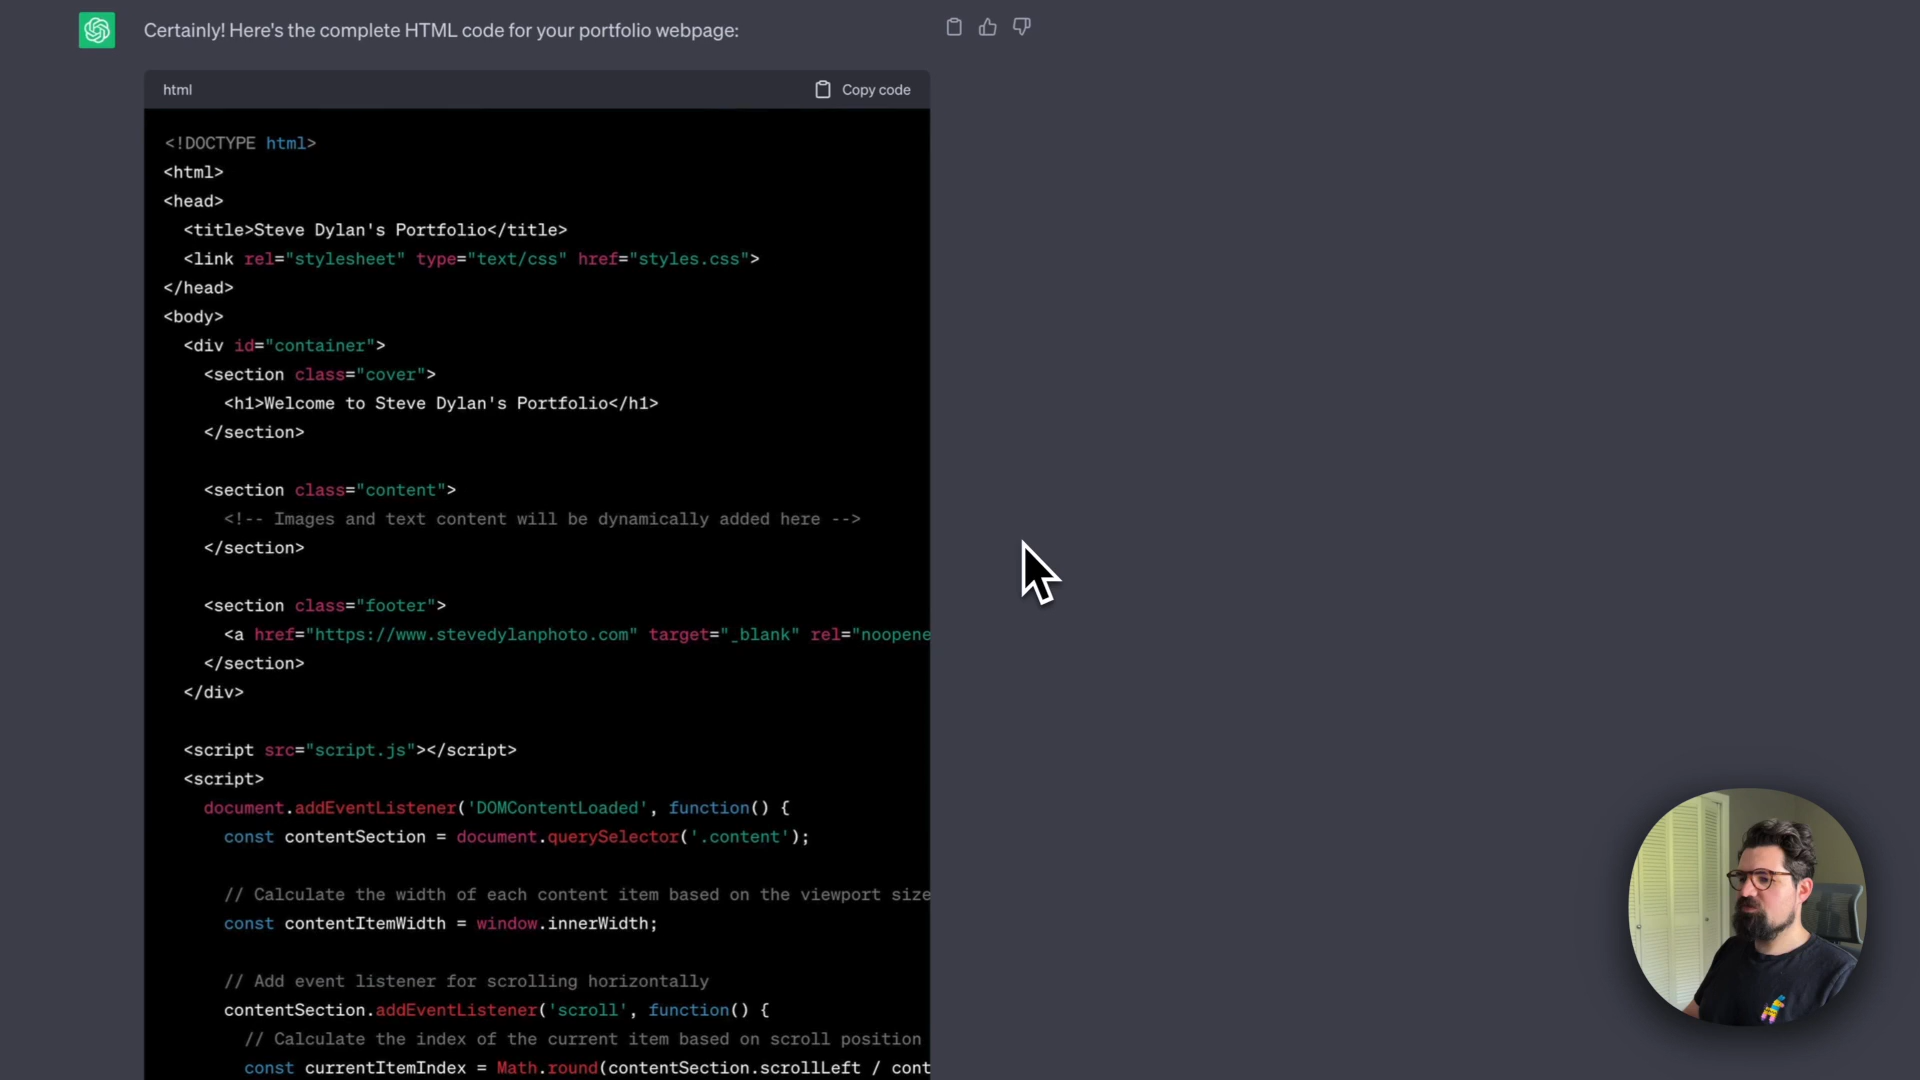 Certainly! Here's the complete HTML code for your portfolio webpage:
html
Copy code
<!DOCTYPE html>
<html>
<head>
<title>Steve Dylan's Portfolio</title>
<link rel="stylesheet" type="text/css" href="styles.css">
</head>
<body>
<div id="container">
<section class="cover">
<h1>Welcome to Steve Dylan's Portfolio</h1>
</section>
<section class="content">
<!-- Images and text content will be dynamically added here -->
</section>
<section class="footer">
<a href="https://www.stevedylanphoto.com" target="_blank" rel="noopene
</section>
</div>
<script src="script.js"></script>
<script>
document.addEventListener('DOMContentLoaded', function() {
const contentSection = document.querySelector('.content');
// Calculate the width of each content item based on the viewport size
const contentItemWidth = window.innerWidth;
// Add event listener for scrolling horizontally
contentSection.addEventListener('scroll', function() {
// Calculate the index of the current item based on scroll position
const currentItemIndex = Math.round(contentSection.scrollLeft / cont